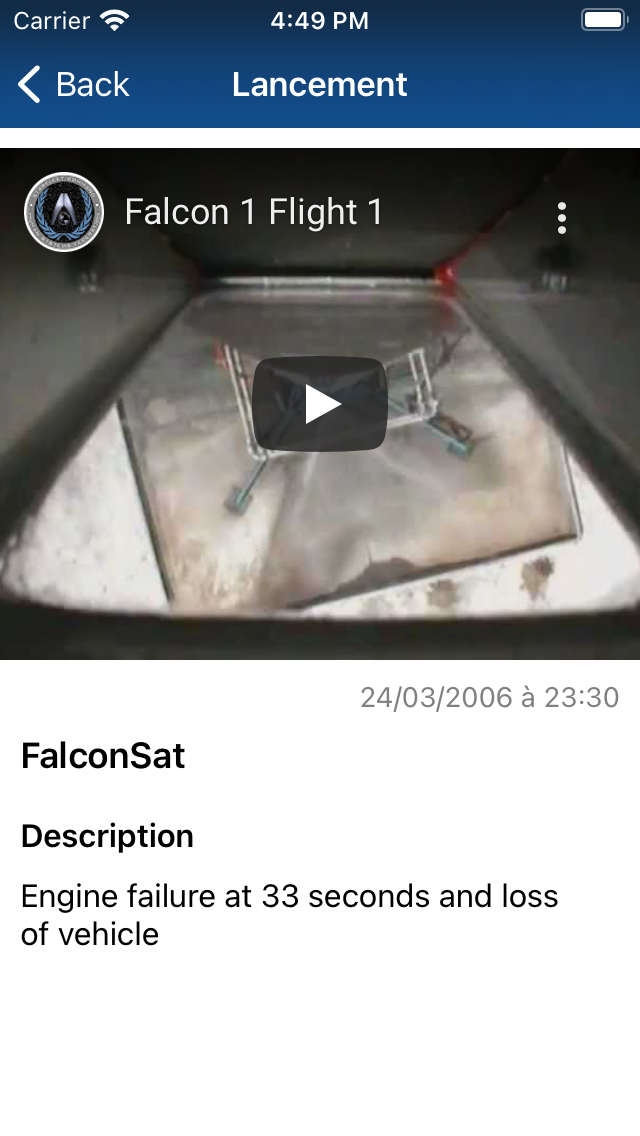 Carrier
4:49 PM
Back
Lancement
Falcon 1 Flight 1
24/03/2006 à 23:30
FalconSat
Description
Engine failure at 33 seconds and loss
of vehicle